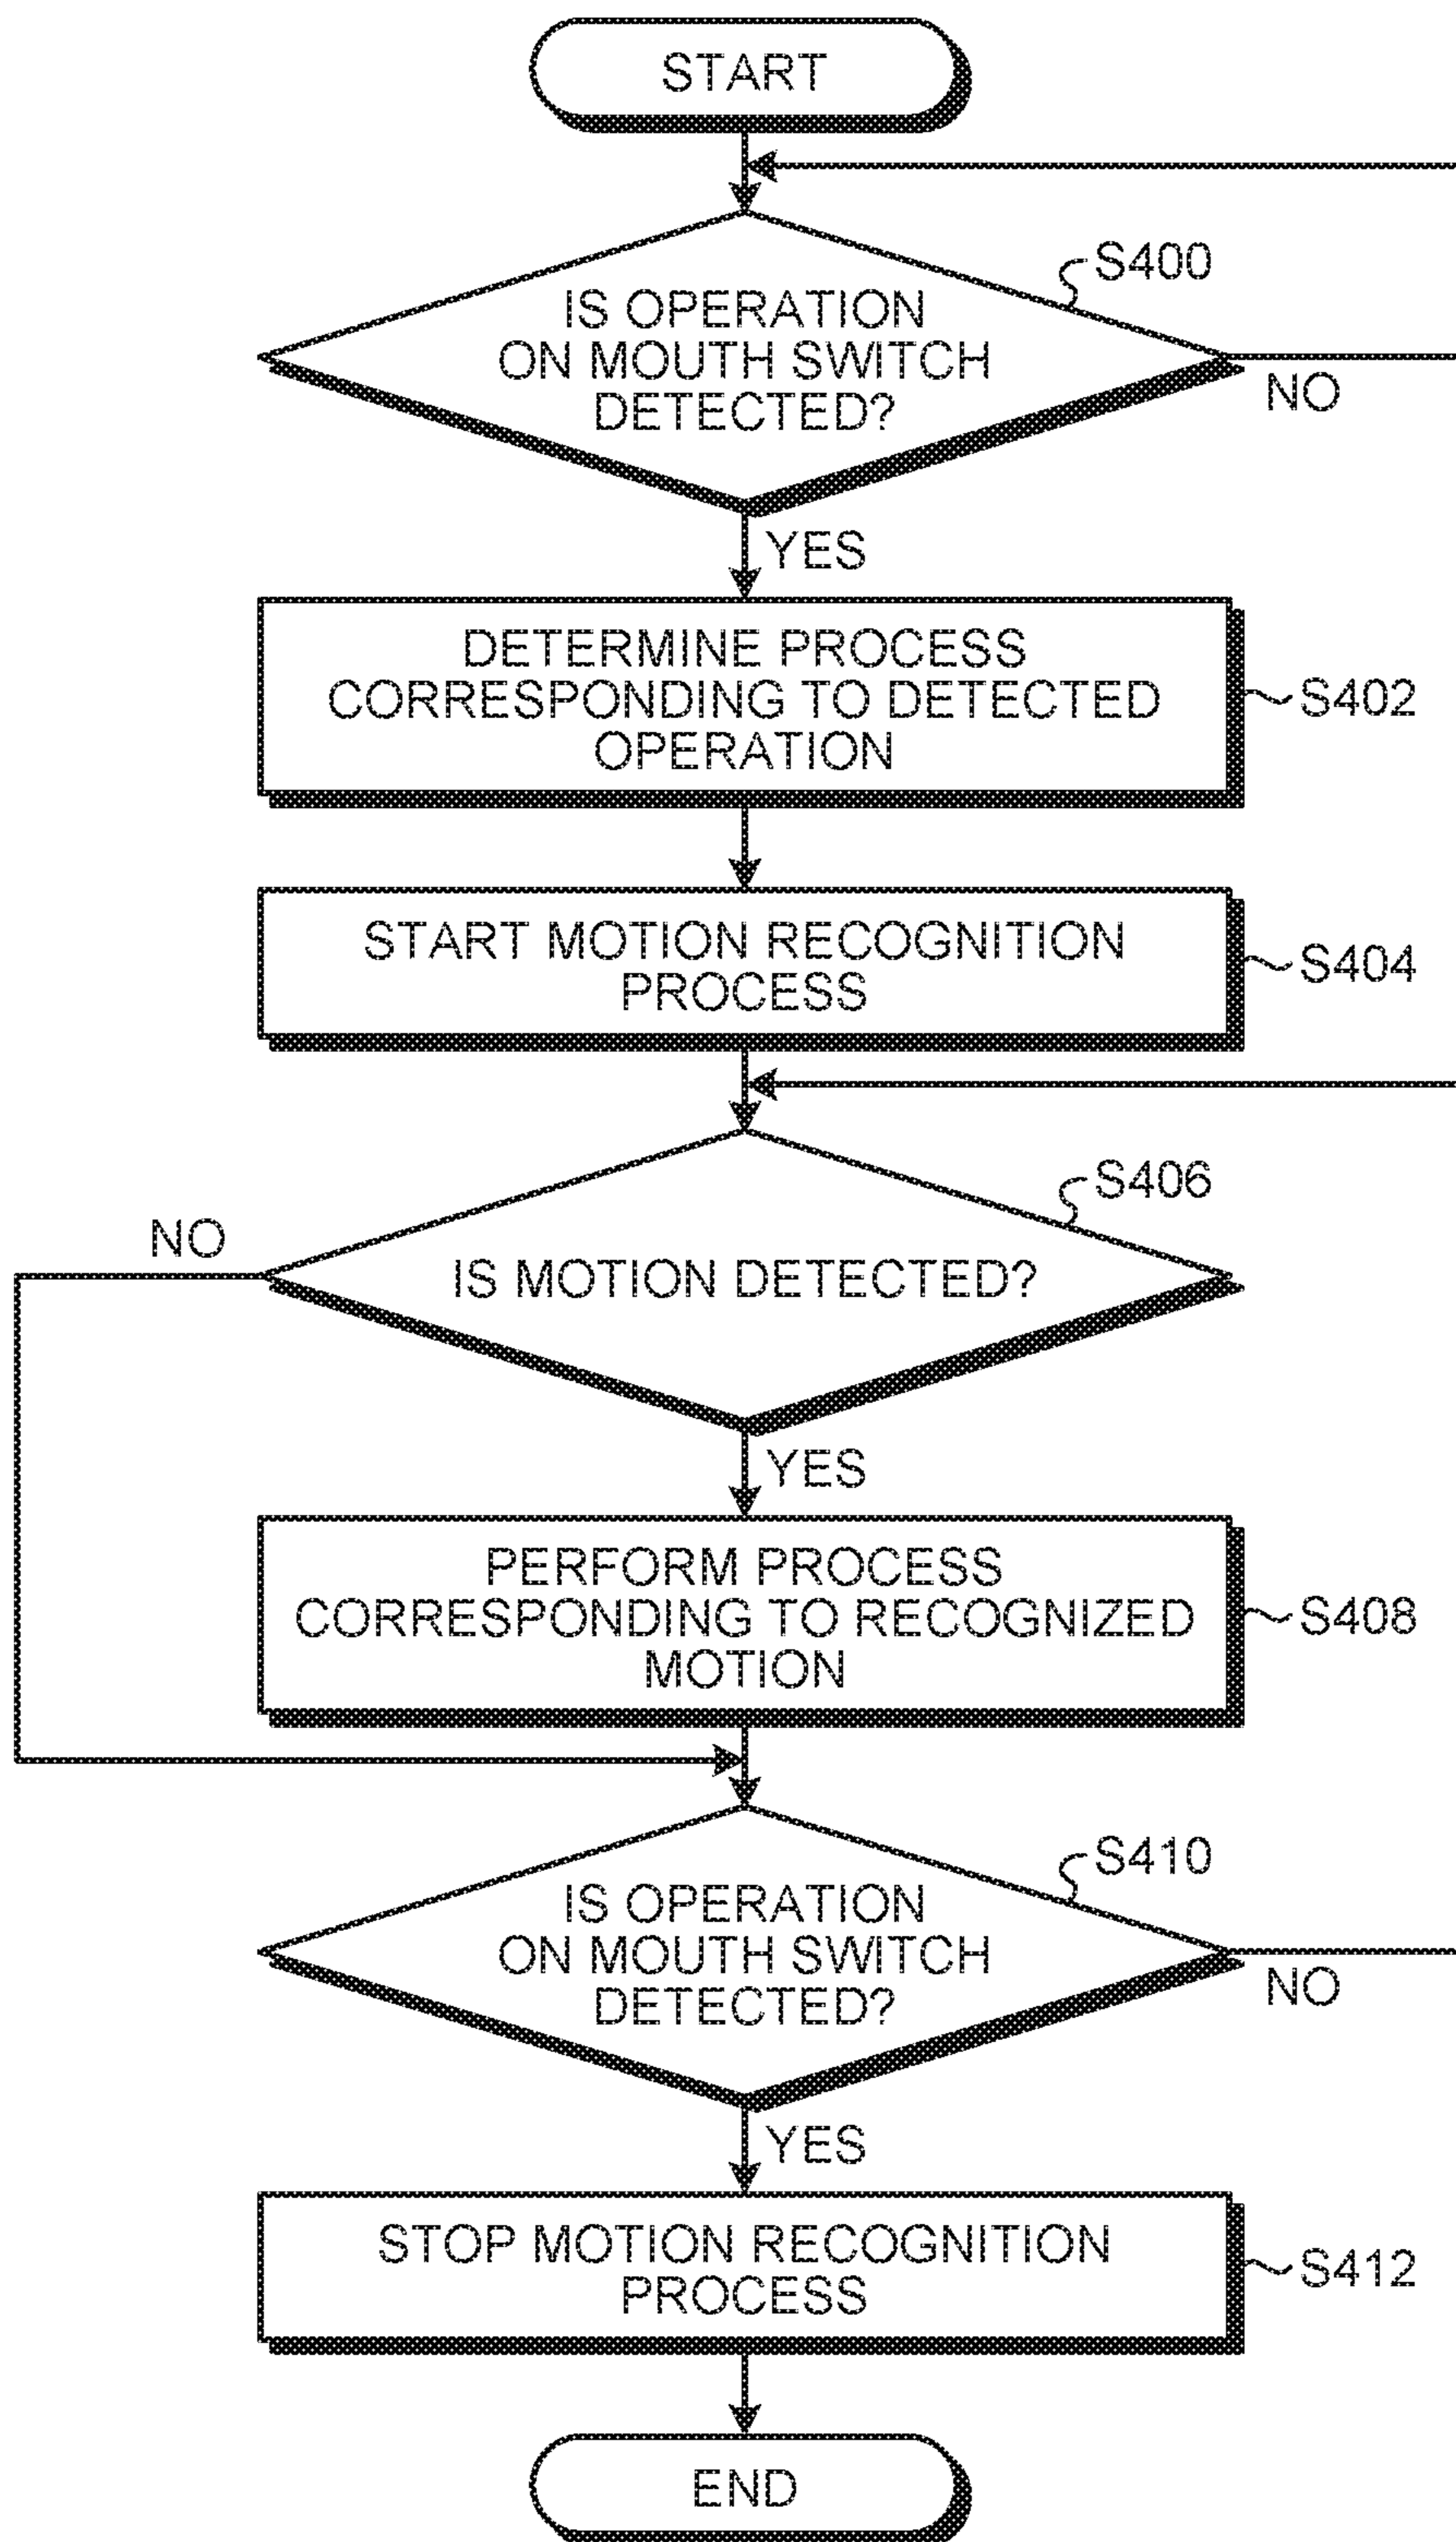 START
S400
IS OPERATION
ON MOUTH SWITCH
DETECTED?
NO
YES
DETERMINE PROCESS
CORRESPONDING TO DETECTED
OPERATION
S402
START MOTION RECOGNITION
PROCESS
S404
S406
NO
IS MOTION DETECTED?
YES
PERFORM PROCESS
CORRESPONDING TO RECOGNIZED
MOTION
S408
S410
IS OPERATION
ON MOUTH SWITCH
DETECTED?
NO
YES
STOP MOTION RECOGNITION
PROCESS
S412
END